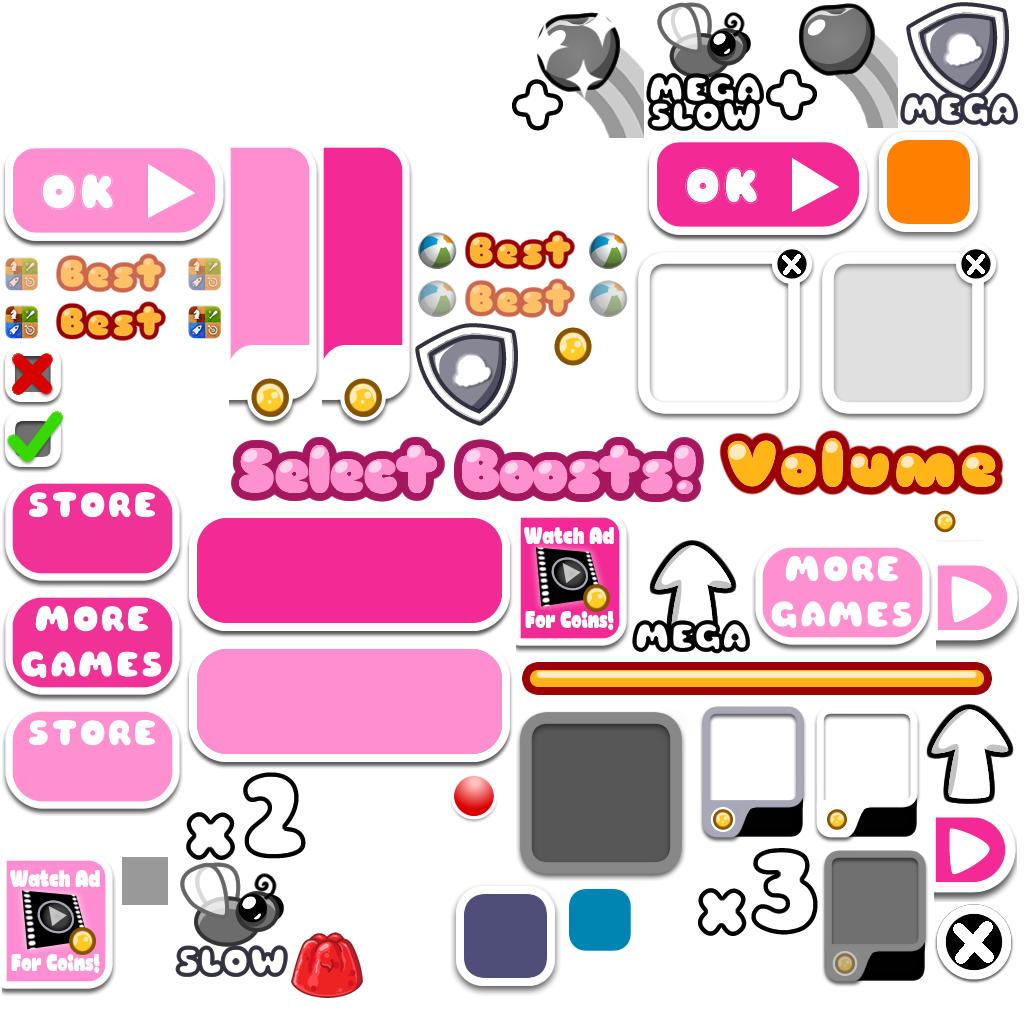 MEGA
SLOW
MEGA
OK
OK
Best
Best
Best
Best
Select Boosts!
Volume
STORE
Watch Ad
For Coins!
MEGA
MORE
GAMES
MORE
GAMES
STORE
x2
x3
Watch Ad
For Coins!
SLOW